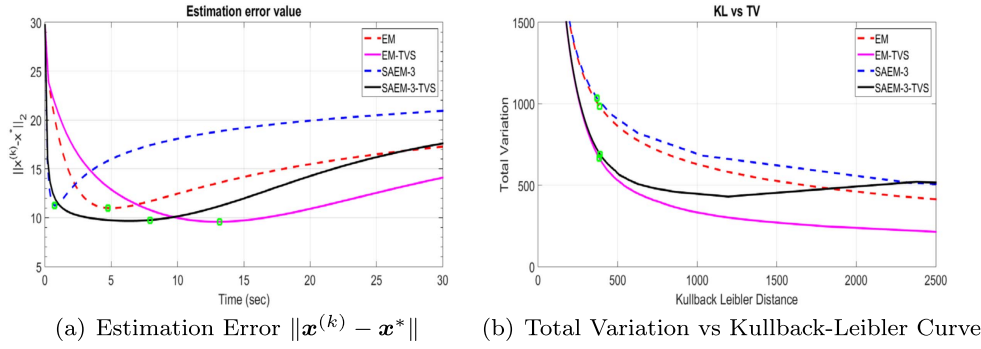 Estimation error value
30
25
20
15
10
5
||x^(k)-x^*||_2
0 5 10 15 20 25 30
Time (sec)
EM
EM-TVS
SAEM-3
SAEM-3-TVS
(a) Estimation Error ‖x^(k) − x^*‖
KL vs TV
1500
1000
500
0
Total Variation
0 500 1000 1500 2000 2500
Kullback Leibler Distance
EM
EM-TVS
SAEM-3
SAEM-3-TVS
(b) Total Variation vs Kullback-Leibler Curve